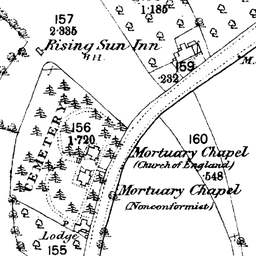 157
2·335
1·185
Rising Sun Inn
159
·232
CEMETERY
156
1·720
160
Mortuary Chapel
(Church of England)
·548
Mortuary Chapel
(Nonconformist)
Lodge
155